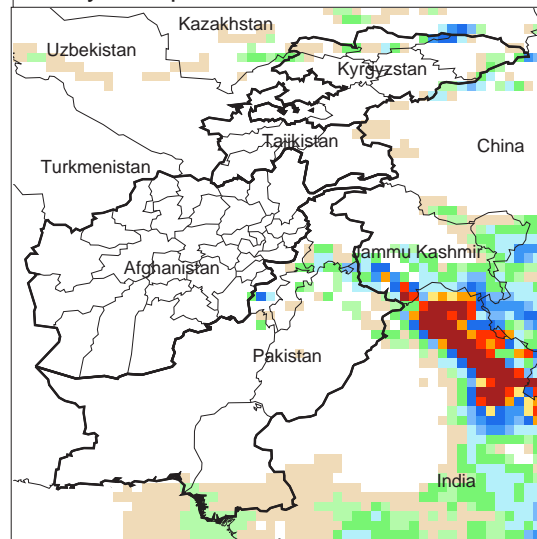 Kazakhstan
Uzbekistan
Kyrgyzstan
Tajikistan
China
Turkmenistan
Jammu Kashmir
Afghanistan
Pakistan
India